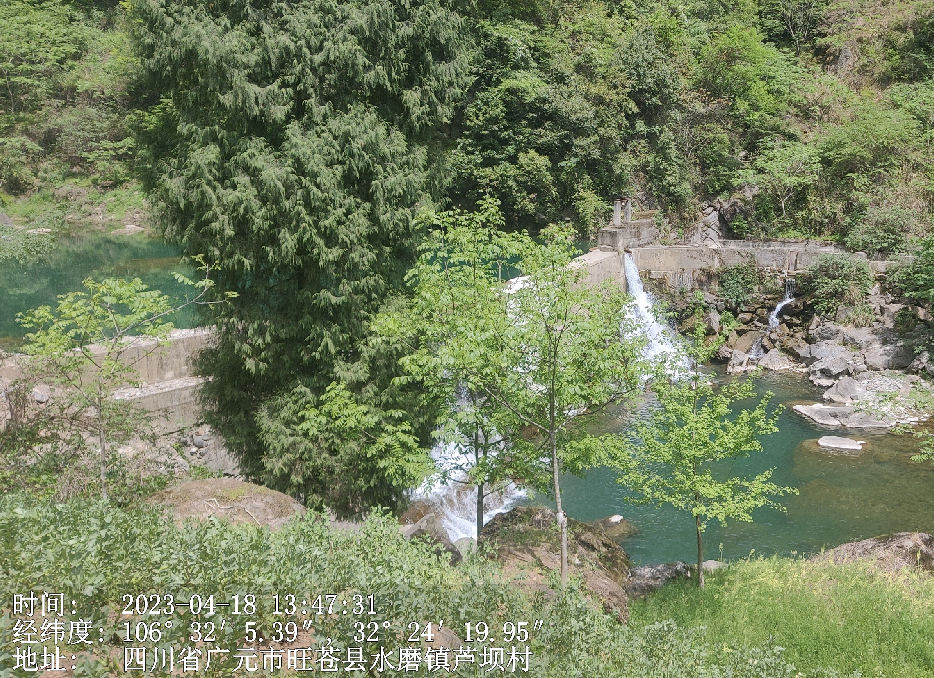 时间: 2023-04-18 13:47:31
经纬度: 106° 32′ 5.39″, 32° 24′ 19.95″
地址: 四川省广元市旺苍县水磨镇芦坝村